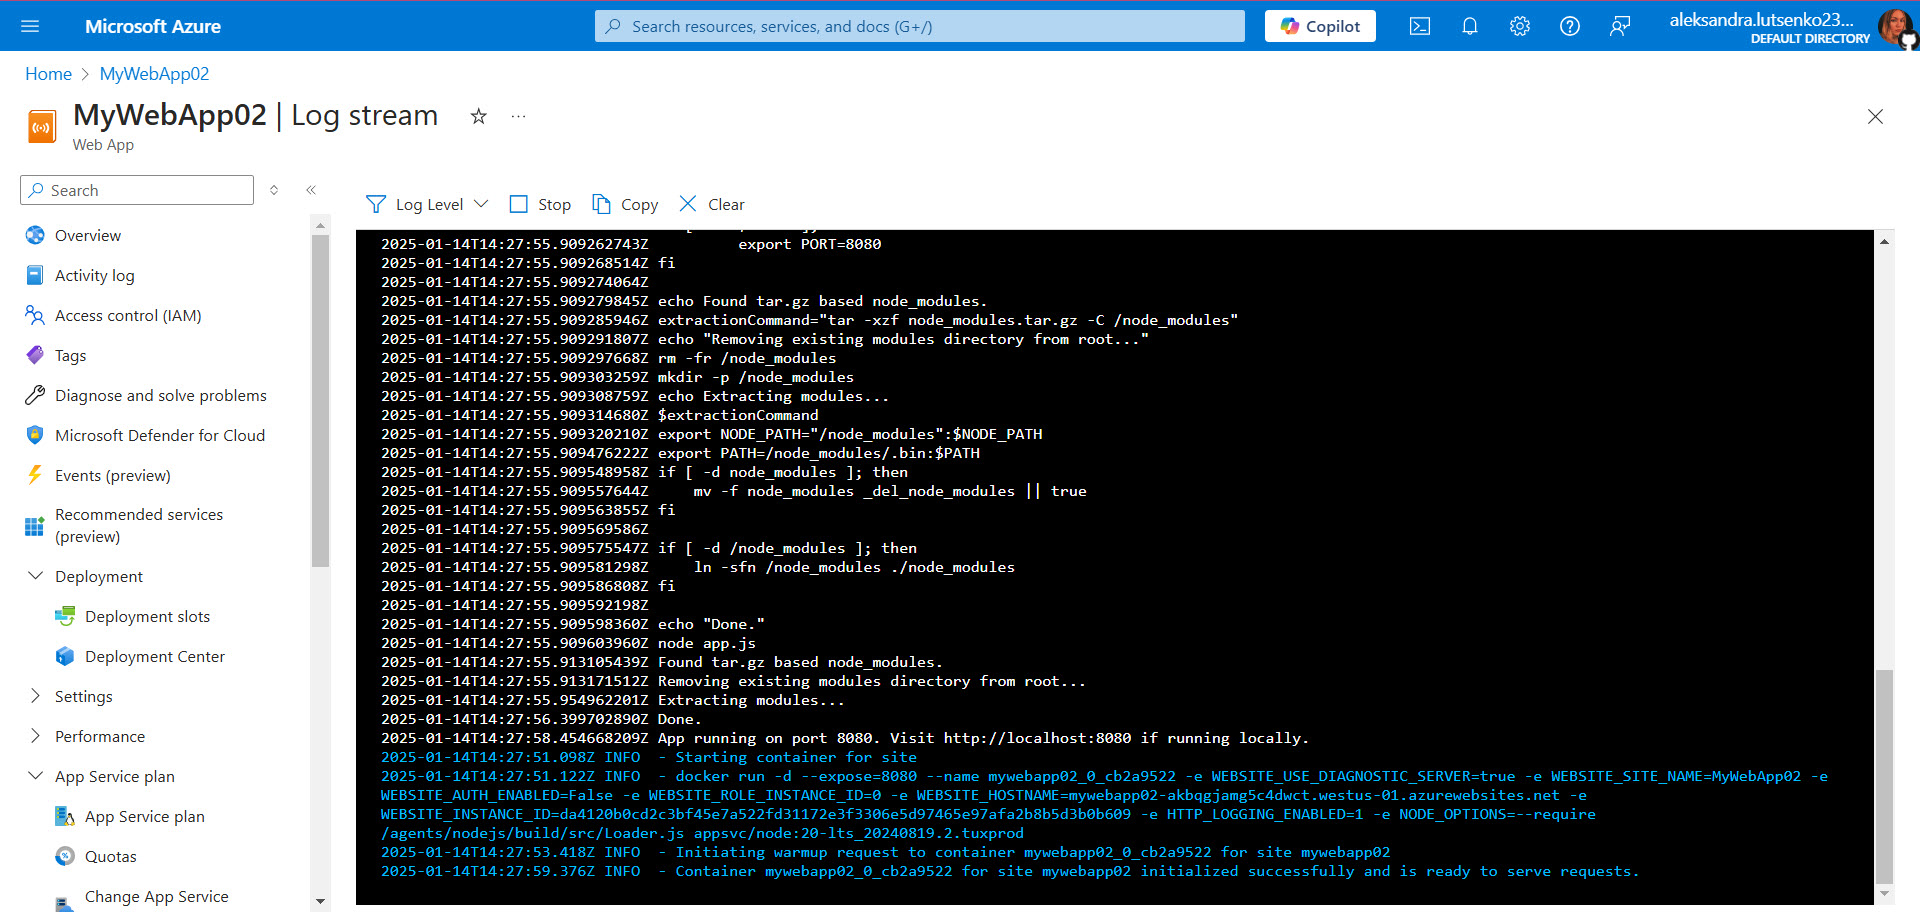 Microsoft Azure
Search resources, services, and docs (G+/)
Copilot
aleksandra.lutsenko23...
DEFAULT DIRECTORY
Home > MyWebApp02
MyWebApp02 | Log stream
Web App
Search
Overview
Activity log
Access control (IAM)
Tags
Diagnose and solve problems
Microsoft Defender for Cloud
Events (preview)
Recommended services
(preview)
Deployment
Deployment slots
Deployment Center
Settings
Performance
App Service plan
App Service plan
Quotas
Change App Service
Log Level
Stop
Copy
Clear
2025-01-14T14:27:55.909262743Z          export PORT=8080
2025-01-14T14:27:55.909268514Z fi
2025-01-14T14:27:55.909274064Z
2025-01-14T14:27:55.909279845Z echo Found tar.gz based node_modules.
2025-01-14T14:27:55.909285946Z extractionCommand="tar -xzf node_modules.tar.gz -C /node_modules"
2025-01-14T14:27:55.909291807Z echo "Removing existing modules directory from root..."
2025-01-14T14:27:55.909297668Z rm -fr /node_modules
2025-01-14T14:27:55.909303259Z mkdir -p /node_modules
2025-01-14T14:27:55.909308759Z echo Extracting modules...
2025-01-14T14:27:55.909314680Z $extractionCommand
2025-01-14T14:27:55.909320210Z export NODE_PATH="/node_modules":$NODE_PATH
2025-01-14T14:27:55.909476222Z export PATH=/node_modules/.bin:$PATH
2025-01-14T14:27:55.909548958Z if [ -d node_modules ]; then
2025-01-14T14:27:55.909557644Z     mv -f node_modules _del_node_modules || true
2025-01-14T14:27:55.909563855Z fi
2025-01-14T14:27:55.909569586Z
2025-01-14T14:27:55.909575547Z if [ -d /node_modules ]; then
2025-01-14T14:27:55.909581298Z     ln -sfn /node_modules ./node_modules
2025-01-14T14:27:55.909586808Z fi
2025-01-14T14:27:55.909592198Z
2025-01-14T14:27:55.909598360Z echo "Done."
2025-01-14T14:27:55.909603960Z node app.js
2025-01-14T14:27:55.913105439Z Found tar.gz based node_modules.
2025-01-14T14:27:55.913171512Z Removing existing modules directory from root...
2025-01-14T14:27:55.954962201Z Extracting modules...
2025-01-14T14:27:56.399702890Z Done.
2025-01-14T14:27:58.454668209Z App running on port 8080. Visit http://localhost:8080 if running locally.
2025-01-14T14:27:51.098Z INFO  - Starting container for site
2025-01-14T14:27:51.122Z INFO  - docker run -d --expose=8080 --name mywebapp02_0_cb2a9522 -e WEBSITE_USE_DIAGNOSTIC_SERVER=true -e WEBSITE_SITE_NAME=MyWebApp02 -e
WEBSITE_AUTH_ENABLED=False -e WEBSITE_ROLE_INSTANCE_ID=0 -e WEBSITE_HOSTNAME=mywebapp02-akbqgjamg5c4dwct.westus-01.azurewebsites.net -e
WEBSITE_INSTANCE_ID=da4120b0cd2c3bf45e7a522fd31172e3f3306e5d97465e97afa2b8b5d3b0b609 -e HTTP_LOGGING_ENABLED=1 -e NODE_OPTIONS=--require
/agents/nodejs/build/src/Loader.js appsvc/node:20-lts_20240819.2.tuxprod
2025-01-14T14:27:53.418Z INFO  - Initiating warmup request to container mywebapp02_0_cb2a9522 for site mywebapp02
2025-01-14T14:27:59.376Z INFO  - Container mywebapp02_0_cb2a9522 for site mywebapp02 initialized successfully and is ready to serve requests.